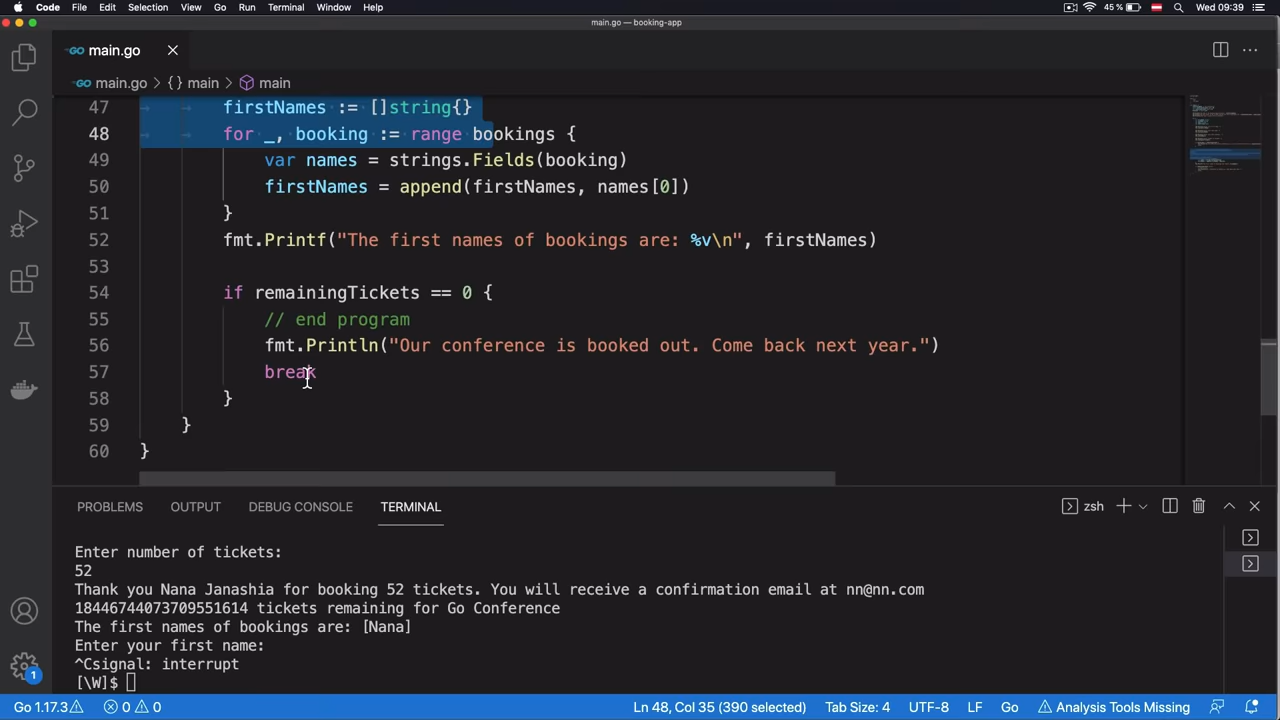 Code File Edit Selection View Go Run Terminal Window Help 45% Wed 09:39
main.go — booking-app
GO main.go
GO main.go > {} main > main
47 firstNames := []string{}
48 for _, booking := range bookings {
49 var names = strings.Fields(booking)
50 firstNames = append(firstNames, names[0])
51 }
52 fmt.Printf("The first names of bookings are: %v\n", firstNames)
53
54 if remainingTickets == 0 {
55 // end program
56 fmt.Println("Our conference is booked out. Come back next year.")
57 break
58 }
59 }
60 }
PROBLEMS OUTPUT DEBUG CONSOLE TERMINAL zsh
Enter number of tickets:
52
Thank you Nana Janashia for booking 52 tickets. You will receive a confirmation email at nn@nn.com
18446744073709551614 tickets remaining for Go Conference
The first names of bookings are: [Nana]
Enter your first name:
^Csignal: interrupt
[\W]$
1
Go 1.17.3 0 0 Ln 48, Col 35 (390 selected) Tab Size: 4 UTF-8 LF Go Analysis Tools Missing